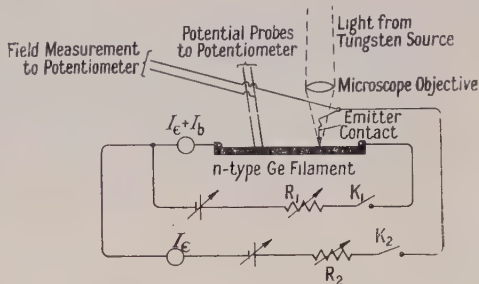 Potential Probes
to Potentiometer
Light from
Tungsten Source
Field Measurement
to Potentiometer
Microscope Objective
Emitter
Contact
Iϵ+Ib
n-type Ge Filament
R1
K1
Iϵ
R2
K2